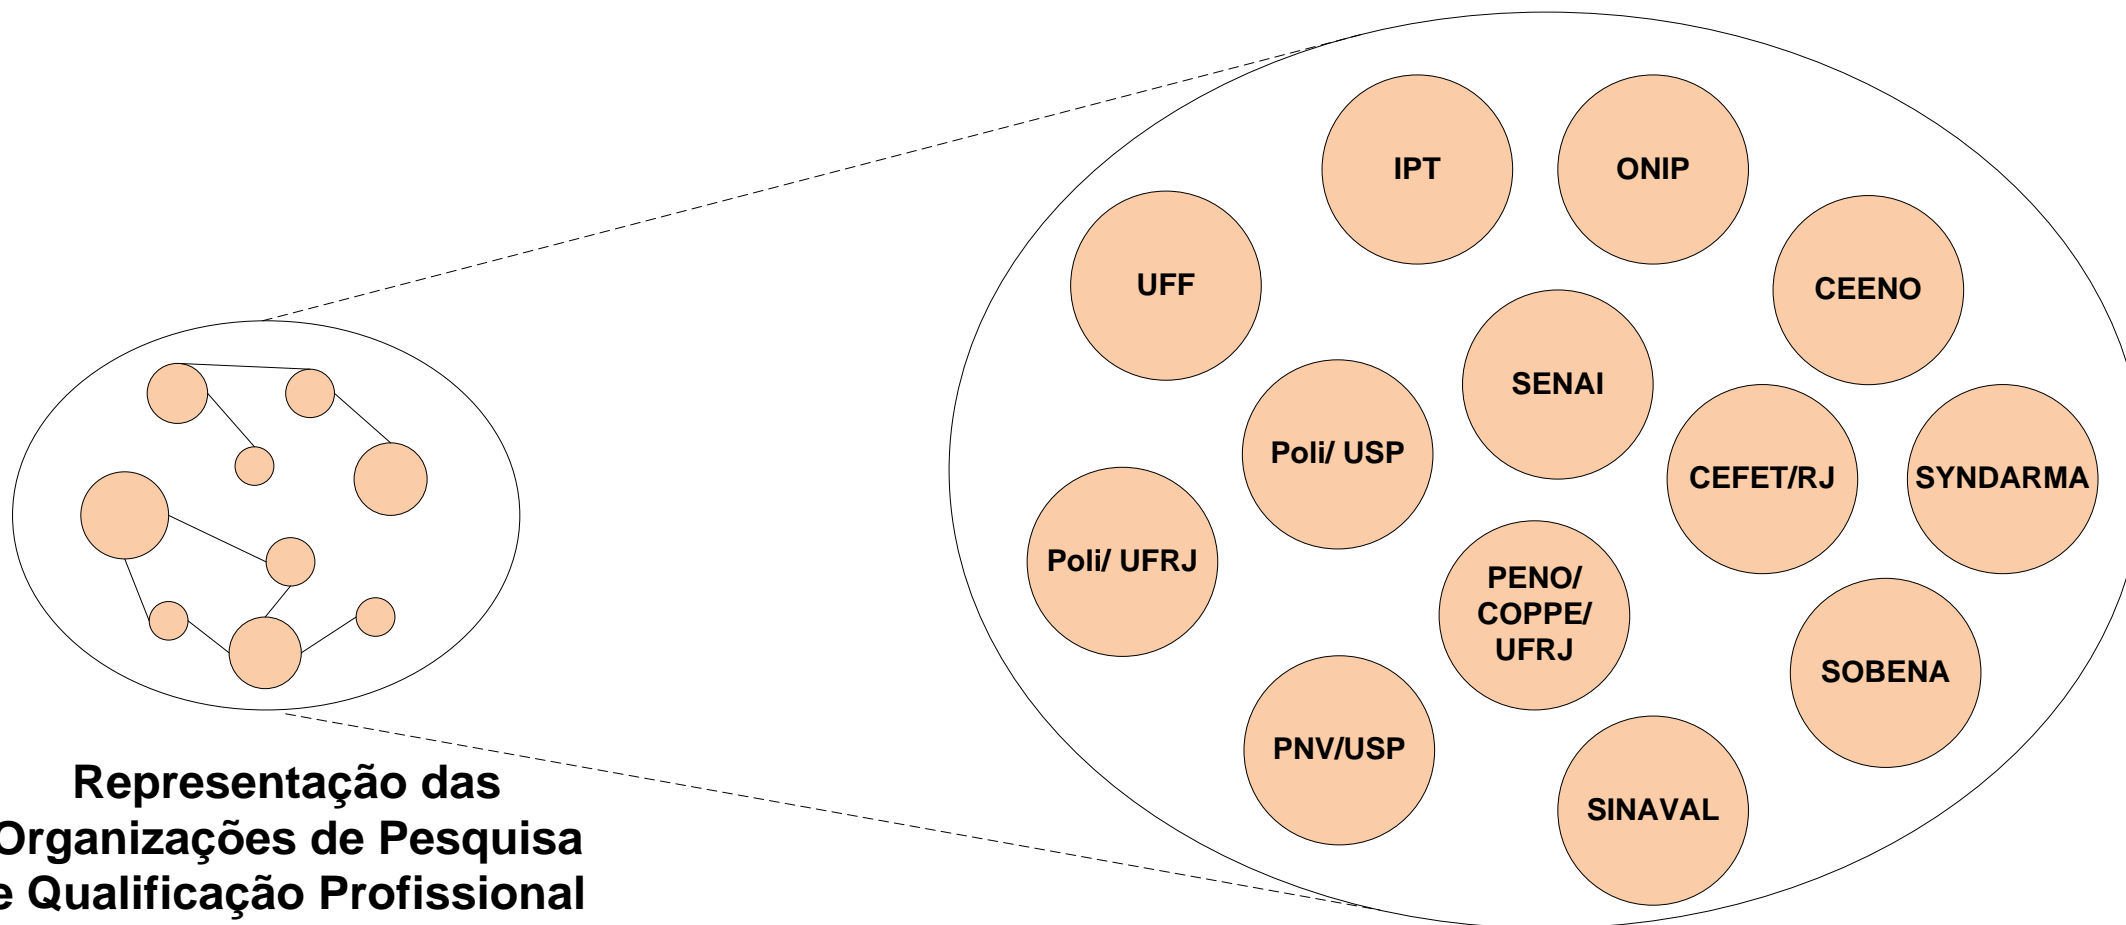 IPT
ONIP
UFF
CEENO
SENAI
Poli/ USP
CEFET/RJ
SYNDARMA
Poli/ UFRJ
PENO/
COPPE/
UFRJ
SOBENA
PNV/USP
SINAVAL
Representação das
Organizações de Pesquisa
e Qualificação Profissional